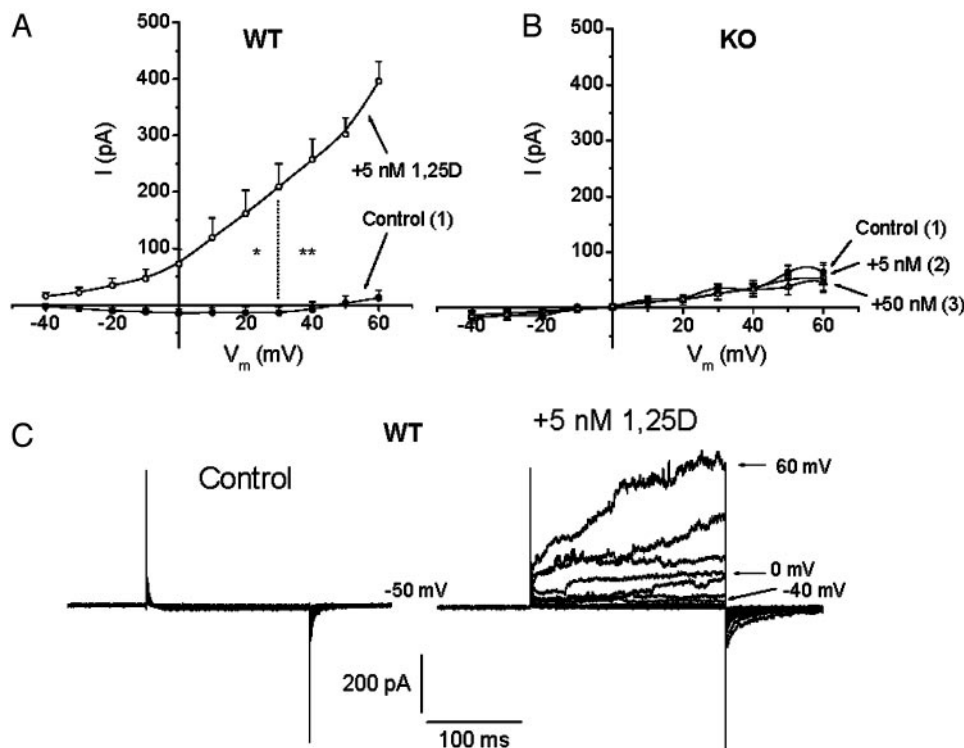 A
WT
500
400
300
200
100
I (pA)
+5 nM 1,25D
Control (1)
*
**
-40
-20
20
40
60
Vm (mV)
B
KO
500
400
300
200
100
I (pA)
Control (1)
+5 nM (2)
+50 nM (3)
-40
-20
20
40
60
Vm (mV)
C
WT
Control
+5 nM 1,25D
60 mV
0 mV
-40 mV
-50 mV
200 pA
100 ms